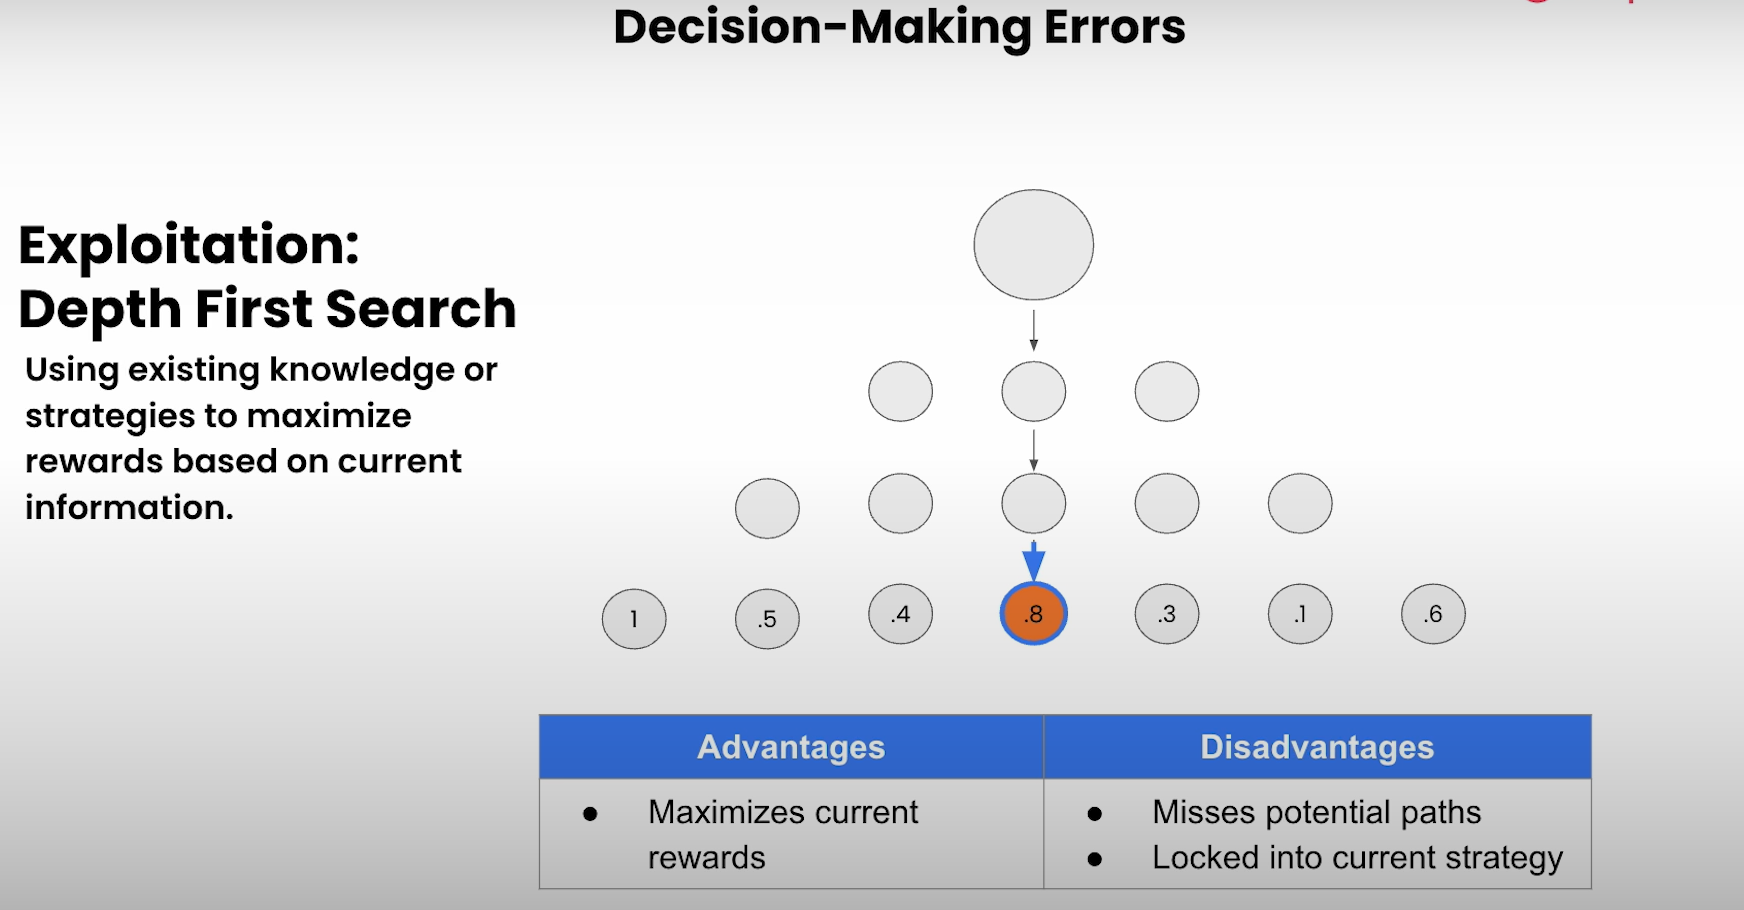 Decision-Making Errors
Exploitation:
Depth First Search
Using existing knowledge or
strategies to maximize
rewards based on current
information.
1 .5 .4 .8 .3 .1 .6
Advantages Disadvantages
● Maximizes current
rewards
● Misses potential paths
● Locked into current strategy